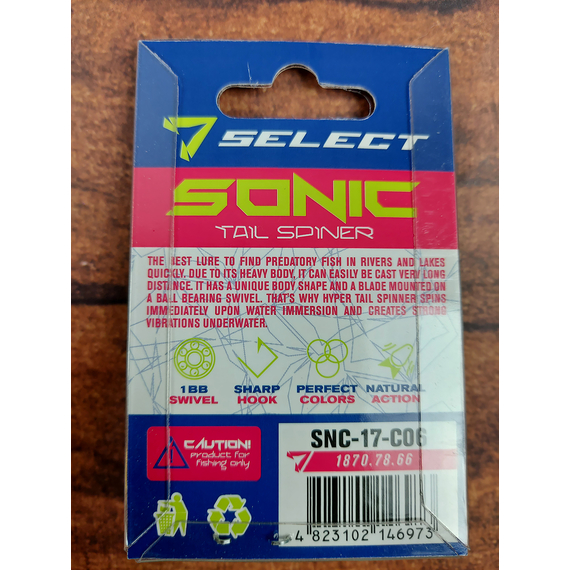 SELECT
SONIC
TAIL SPINER
THE BEST LURE TO FIND PREDATORY FISH IN RIVERS AND LAKES
QUICKLY. DUE TO ITS HEAVY BODY, IT CAN EASILY BE CAST VERY LONG
DISTANCE. IT HAS A UNIQUE BODY SHAPE AND A BLADE MOUNTED ON
A BALL BEARING SWIVEL. THAT'S WHY HYPER TAIL SPINNER SPINS
IMMEDIATELY UPON WATER IMMERSION AND CREATES STRONG
VIBRATIONS UNDERWATER.
1BB
SWIVEL
SHARP
HOOK
PERFECT
COLORS
NATURAL
ACTION
CAUTION!
product for
fishing only
SNC-17-C06
1870.78.66
4 823102 146973